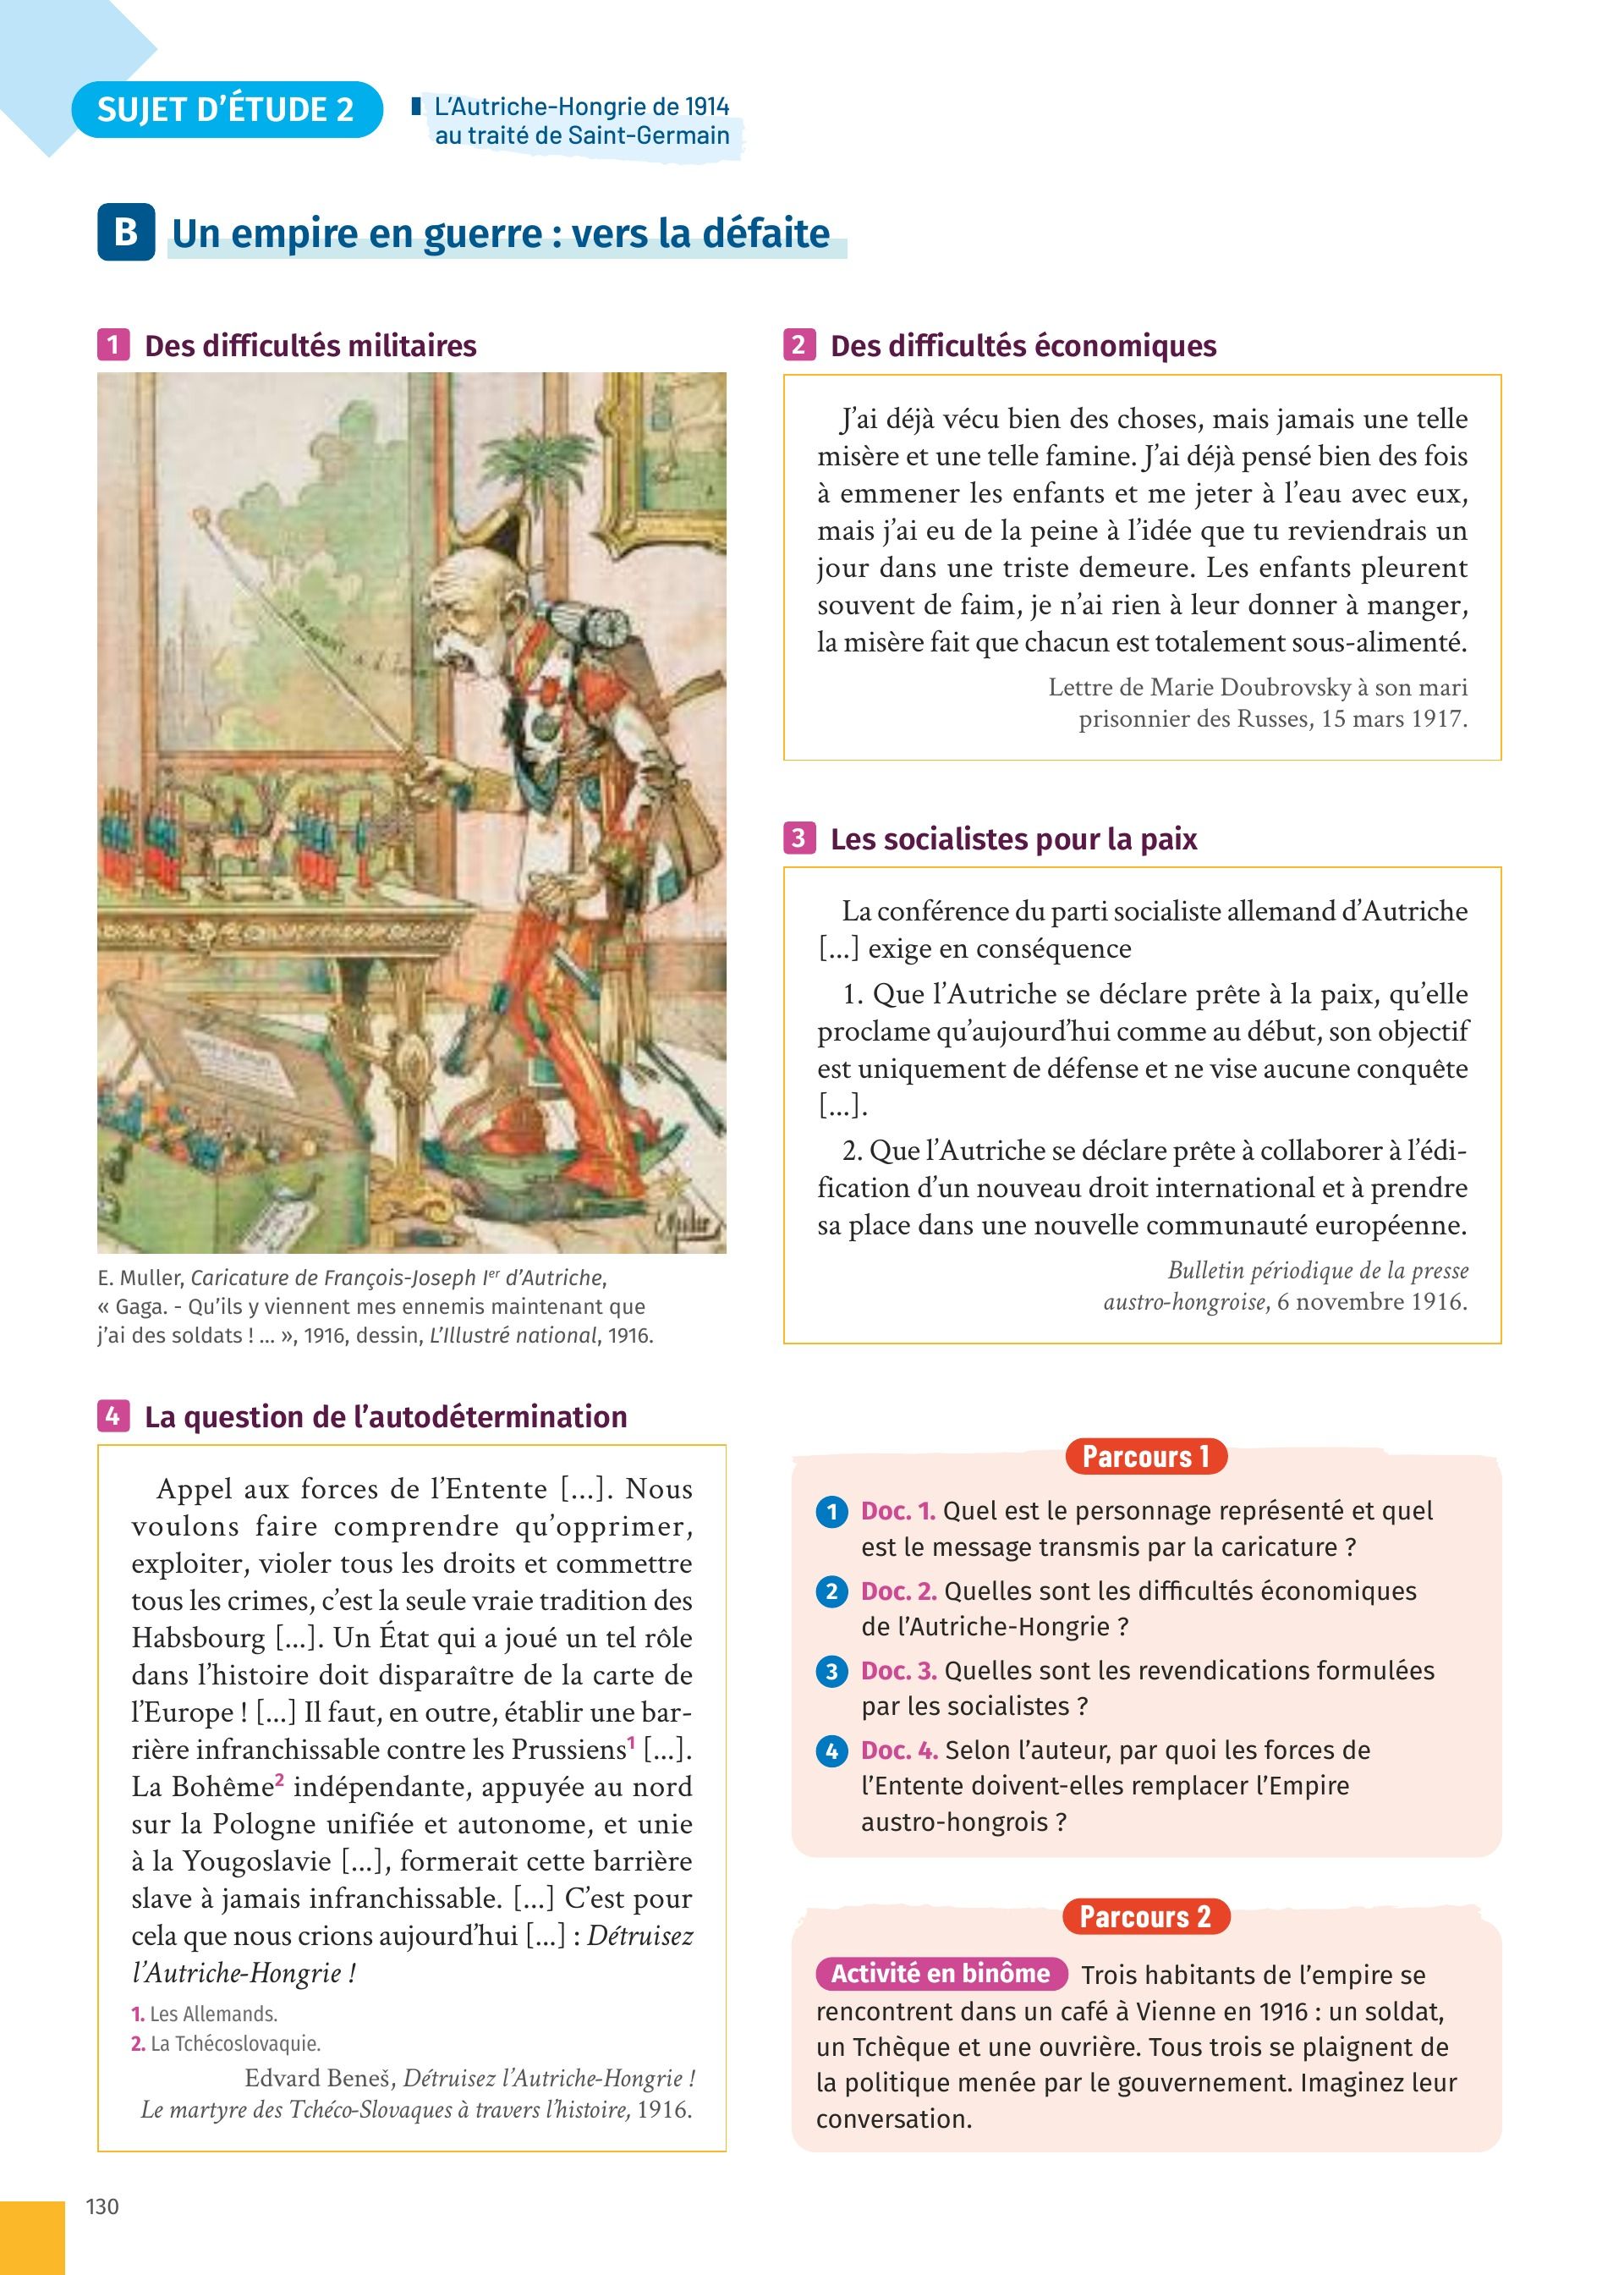 SUJET D'ÉTUDE 2
L'Autriche-Hongrie de 1914
au traité de Saint-Germain
B Un empire en guerre : vers la défaite
1 Des difficultés militaires
E. Muller, Caricature de François-Joseph Ier d'Autriche,
« Gaga. - Qu'ils y viennent mes ennemis maintenant que
j'ai des soldats ! ... », 1916, dessin, L'Illustré national, 1916.
2 Des difficultés économiques
J'ai déjà vécu bien des choses, mais jamais une telle
misère et une telle famine. J'ai déjà pensé bien des fois
à emmener les enfants et me jeter à l'eau avec eux,
mais j'ai eu de la peine à l'idée que tu reviendrais un
jour dans une triste demeure. Les enfants pleurent
souvent de faim, je n'ai rien à leur donner à manger,
la misère fait que chacun est totalement sous-alimenté.
Lettre de Marie Doubrovsky à son mari
prisonnier des Russes, 15 mars 1917.
3 Les socialistes pour la paix
La conférence du parti socialiste allemand d'Autriche
[...] exige en conséquence
1. Que l'Autriche se déclare prête à la paix, qu'elle
proclame qu'aujourd'hui comme au début, son objectif
est uniquement de défense et ne vise aucune conquête
[...].
2. Que l'Autriche se déclare prête à collaborer à l'édi-
fication d'un nouveau droit international et à prendre
sa place dans une nouvelle communauté européenne.
Bulletin périodique de la presse
austro-hongroise, 6 novembre 1916.
4 La question de l'autodétermination
Appel aux forces de l'Entente [...]. Nous
voulons faire comprendre qu'opprimer,
exploiter, violer tous les droits et commettre
tous les crimes, c'est la seule vraie tradition des
Habsbourg [...]. Un État qui a joué un tel rôle
dans l'histoire doit disparaître de la carte de
l'Europe ! [...] Il faut, en outre, établir une bar-
rière infranchissable contre les Prussiens1 [...].
La Bohême2 indépendante, appuyée au nord
sur la Pologne unifiée et autonome, et unie
à la Yougoslavie [...], formerait cette barrière
slave à jamais infranchissable. [...] C'est pour
cela que nous crions aujourd'hui [...] : Détruisez
l'Autriche-Hongrie !
1. Les Allemands.
2. La Tchécoslovaquie.
Edvard Beneš, Détruisez l'Autriche-Hongrie !
Le martyre des Tchéco-Slovaques à travers l'histoire, 1916.
Parcours 1
1 Doc. 1. Quel est le personnage représenté et quel
est le message transmis par la caricature ?
2 Doc. 2. Quelles sont les difficultés économiques
de l'Autriche-Hongrie ?
3 Doc. 3. Quelles sont les revendications formulées
par les socialistes ?
4 Doc. 4. Selon l'auteur, par quoi les forces de
l'Entente doivent-elles remplacer l'Empire
austro-hongrois ?
Parcours 2
Activité en binôme Trois habitants de l'empire se
rencontrent dans un café à Vienne en 1916 : un soldat,
un Tchèque et une ouvrière. Tous trois se plaignent de
la politique menée par le gouvernement. Imaginez leur
conversation.
130